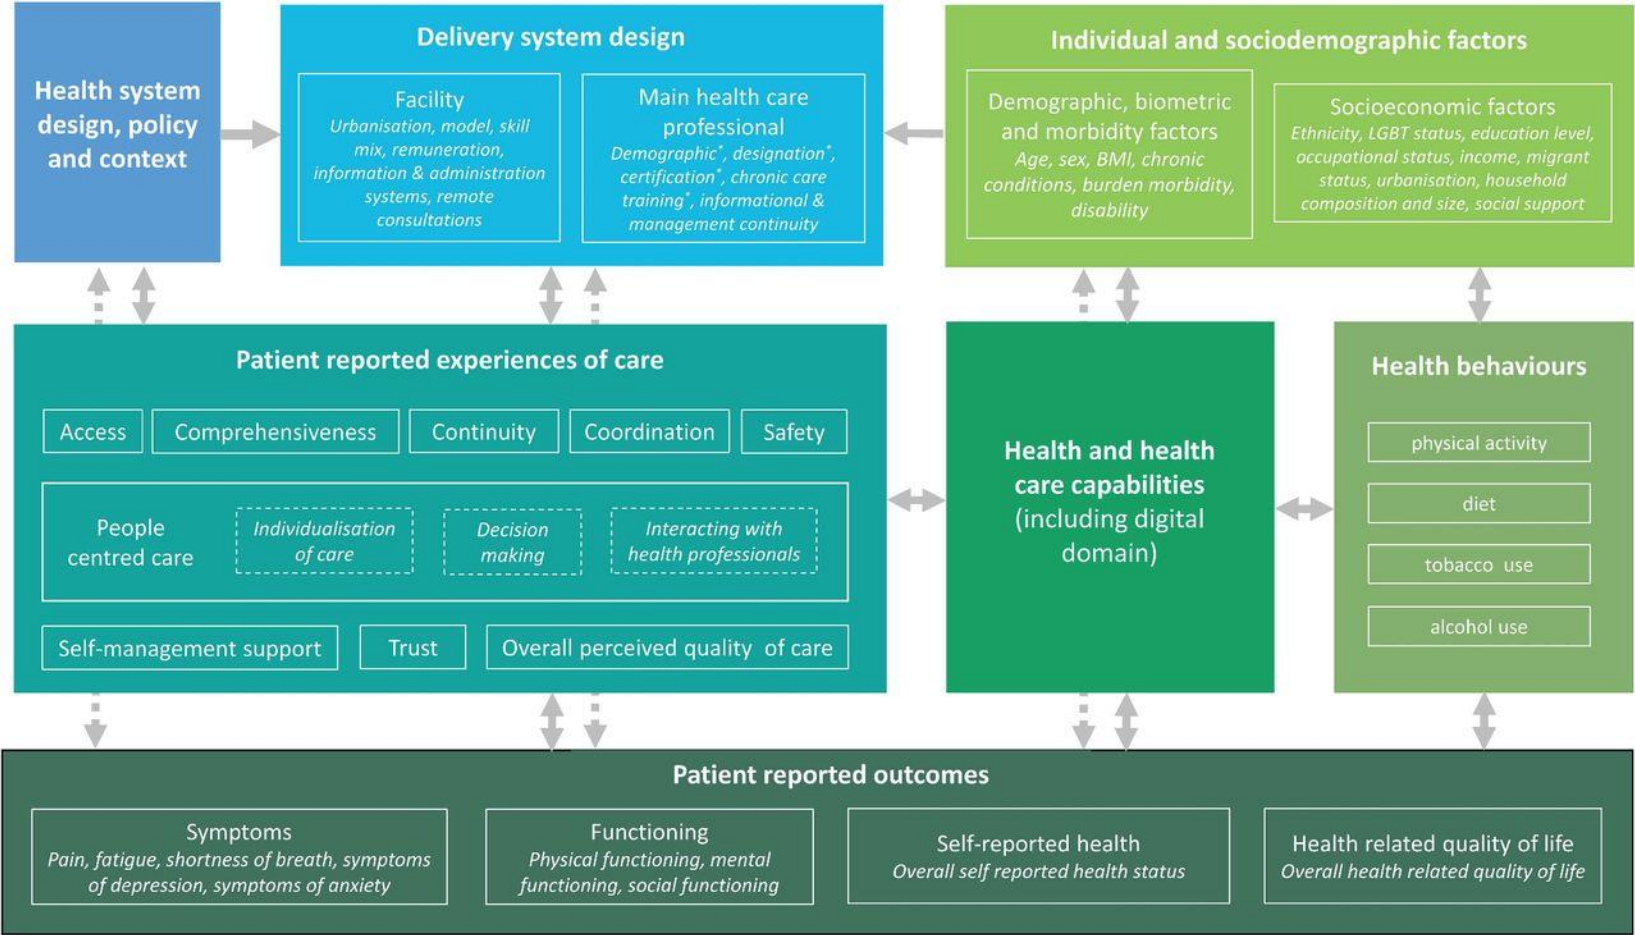 Health system
design, policy
and context
Delivery system design
Facility
Urbanisation, model, skill
mix, remuneration,
information & administration
systems, remote
consultations
Main health care
professional
Demographic*, designation*,
certification*, chronic care
training*, informational &
management continuity
Individual and sociodemographic factors
Demographic, biometric
and morbidity factors
Age, sex, BMI, chronic
conditions, burden morbidity,
disability
Socioeconomic factors
Ethnicity, LGBT status, education level,
occupational status, income, migrant
status, urbanisation, household
composition and size, social support
Patient reported experiences of care
Access
Comprehensiveness
Continuity
Coordination
Safety
People
centred care
Individualisation
of care
Decision
making
Interacting with
health professionals
Self-management support
Trust
Overall perceived quality of care
Health and health
care capabilities
(including digital
domain)
Health behaviours
physical activity
diet
tobacco use
alcohol use
Patient reported outcomes
Symptoms
Pain, fatigue, shortness of breath, symptoms
of depression, symptoms of anxiety
Functioning
Physical functioning, mental
functioning, social functioning
Self-reported health
Overall self reported health status
Health related quality of life
Overall health related quality of life